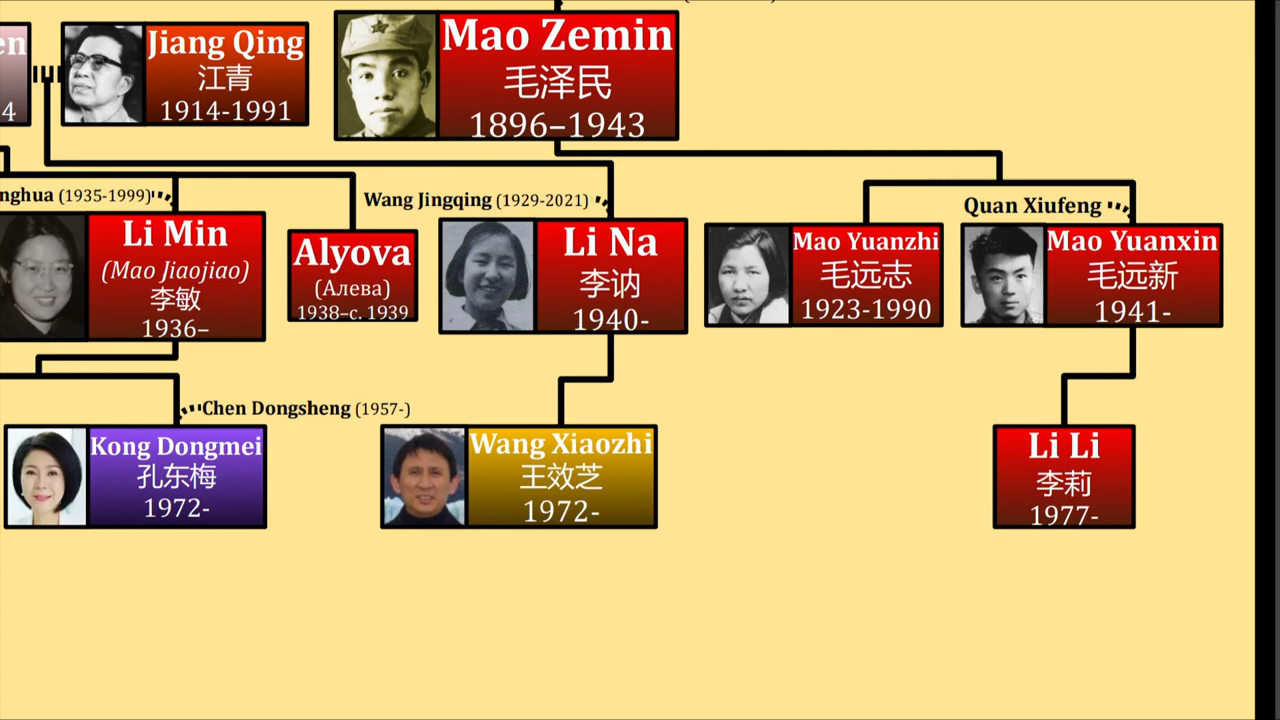 en
4
Jiang Qing
江青
1914-1991
Mao Zemin
毛泽民
1896–1943
nghua (1935-1999)
Wang Jingqing (1929-2021)
Quan Xiufeng
Li Min
(Mao Jiaojiao)
李敏
1936–
Alyova
(Алева)
1938–c. 1939
Li Na
李讷
1940-
Mao Yuanzhi
毛远志
1923-1990
Mao Yuanxin
毛远新
1941-
Chen Dongsheng (1957-)
Kong Dongmei
孔东梅
1972-
Wang Xiaozhi
王效芝
1972-
Li Li
李莉
1977-